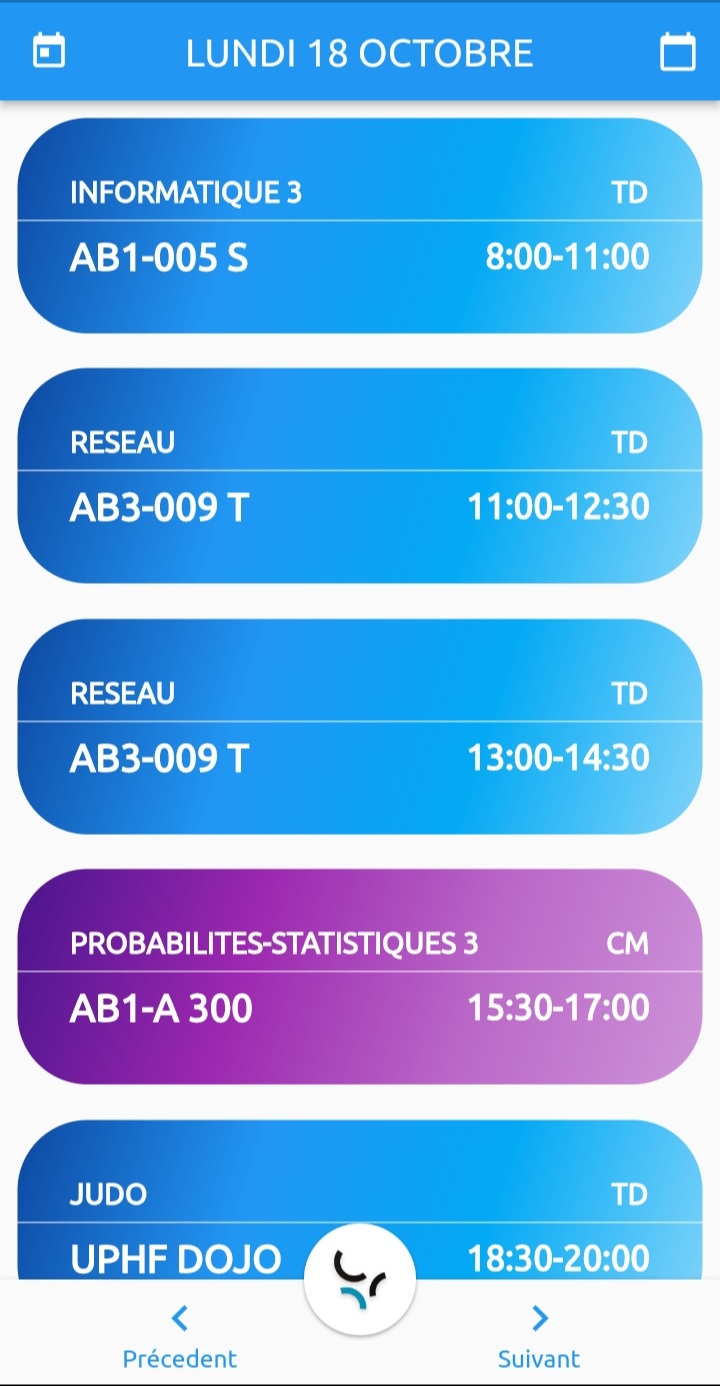 LUNDI 18 OCTOBRE
INFORMATIQUE 3 TD
AB1-005 S 8:00-11:00
RESEAU TD
AB3-009 T 11:00-12:30
RESEAU TD
AB3-009 T 13:00-14:30
PROBABILITES-STATISTIQUES 3 CM
AB1-A 300 15:30-17:00
JUDO TD
UPHF DOJO 18:30-20:00
Précedent Suivant